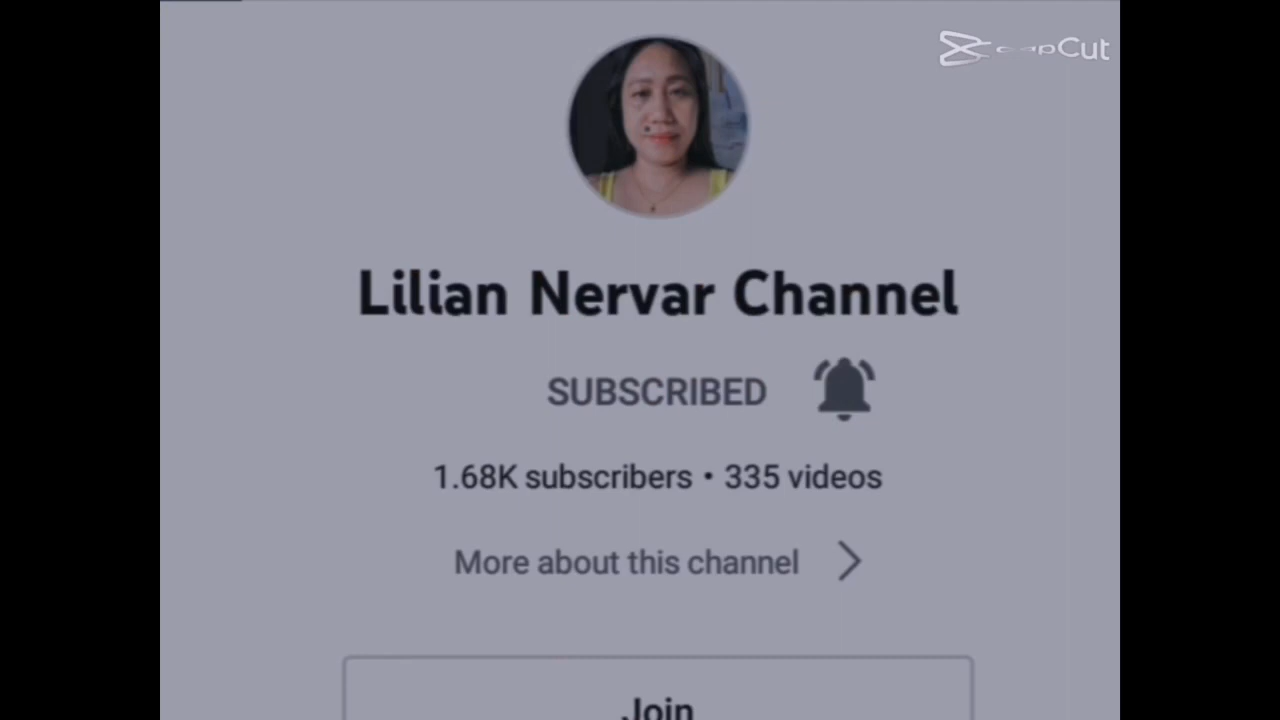 CapCut
Lilian Nervar Channel
SUBSCRIBED
1.68K subscribers • 335 videos
More about this channel
Join